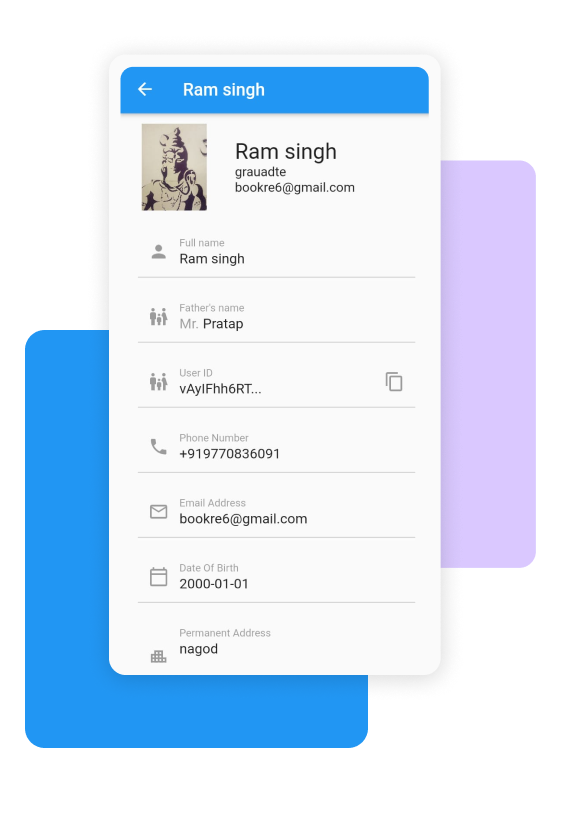 Ram singh
Ram singh
grauadte
bookre6@gmail.com
Full name
Ram singh
Father's name
Mr. Pratap
User ID
vAyIFhh6RT...
Phone Number
+919770836091
Email Address
bookre6@gmail.com
Date Of Birth
2000-01-01
Permanent Address
nagod